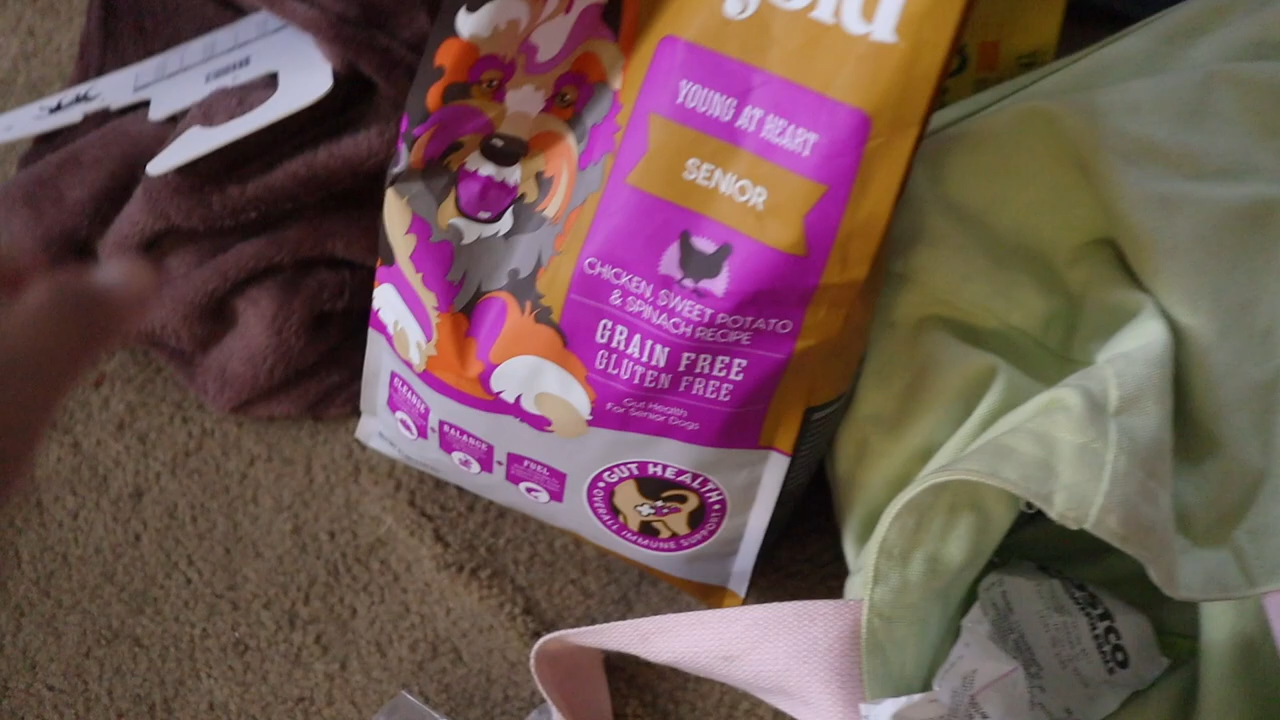 YOUNG AT HEART
SENIOR
CHICKEN, SWEET POTATO
& SPINACH RECIPE
GRAIN FREE
GLUTEN FREE
Gut Health
For Senior Dogs
CLEANSE
BALANCE
FUEL
GUT HEALTH
OVERALL IMMUNE SUPPORT